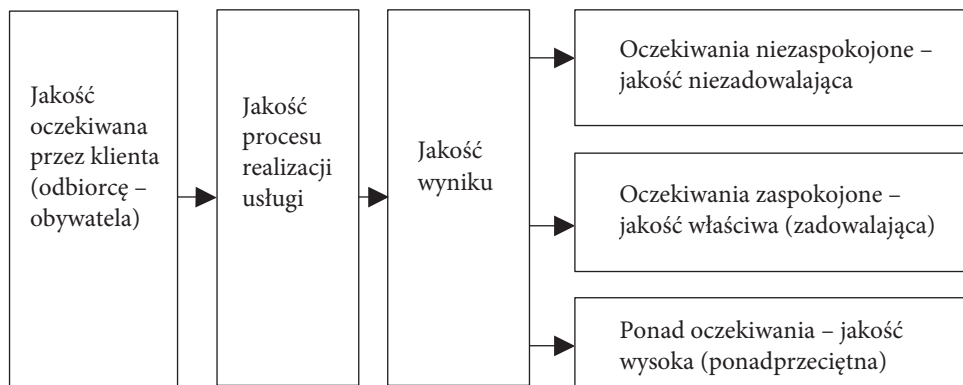 Jakość
oczekiwana
przez klienta
(odbiorcę –
obywatela)
Jakość
procesu
realizacji
usługi
Jakość
wyniku
Oczekiwania niezaspokojone –
jakość niezadowalająca
Oczekiwania zaspokojone –
jakość właściwa (zadowalająca)
Ponad oczekiwania – jakość
wysoka (ponadprzeciętna)